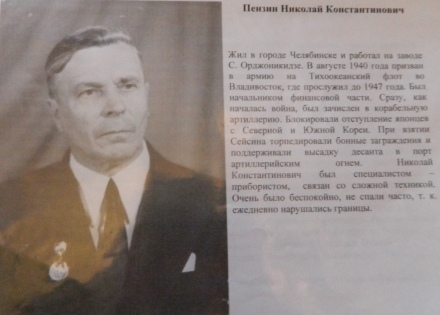 Пензин Николай Константинович
Жил в городе Челябинске и работал на заводе
С. Орджоникидзе. В августе 1940 года призван
в армию на Тихоокеанский флот во
Владивосток, где прослужил до 1947 года. Был
начальником финансовой части. Сразу, как
началась война, был зачислен в корабельную
артиллерию. Блокировали отступление японцев
с Северной и Южной Кореи. При взятии
Сейсина торпедировали бонные заграждения и
поддерживали высадку десанта в порт
артиллерийским огнем. Николай
Константинович был специалистом –
прибористом, связан со сложной техникой.
Очень было беспокойно, не спали часто, т. к.
ежедневно нарушались границы.